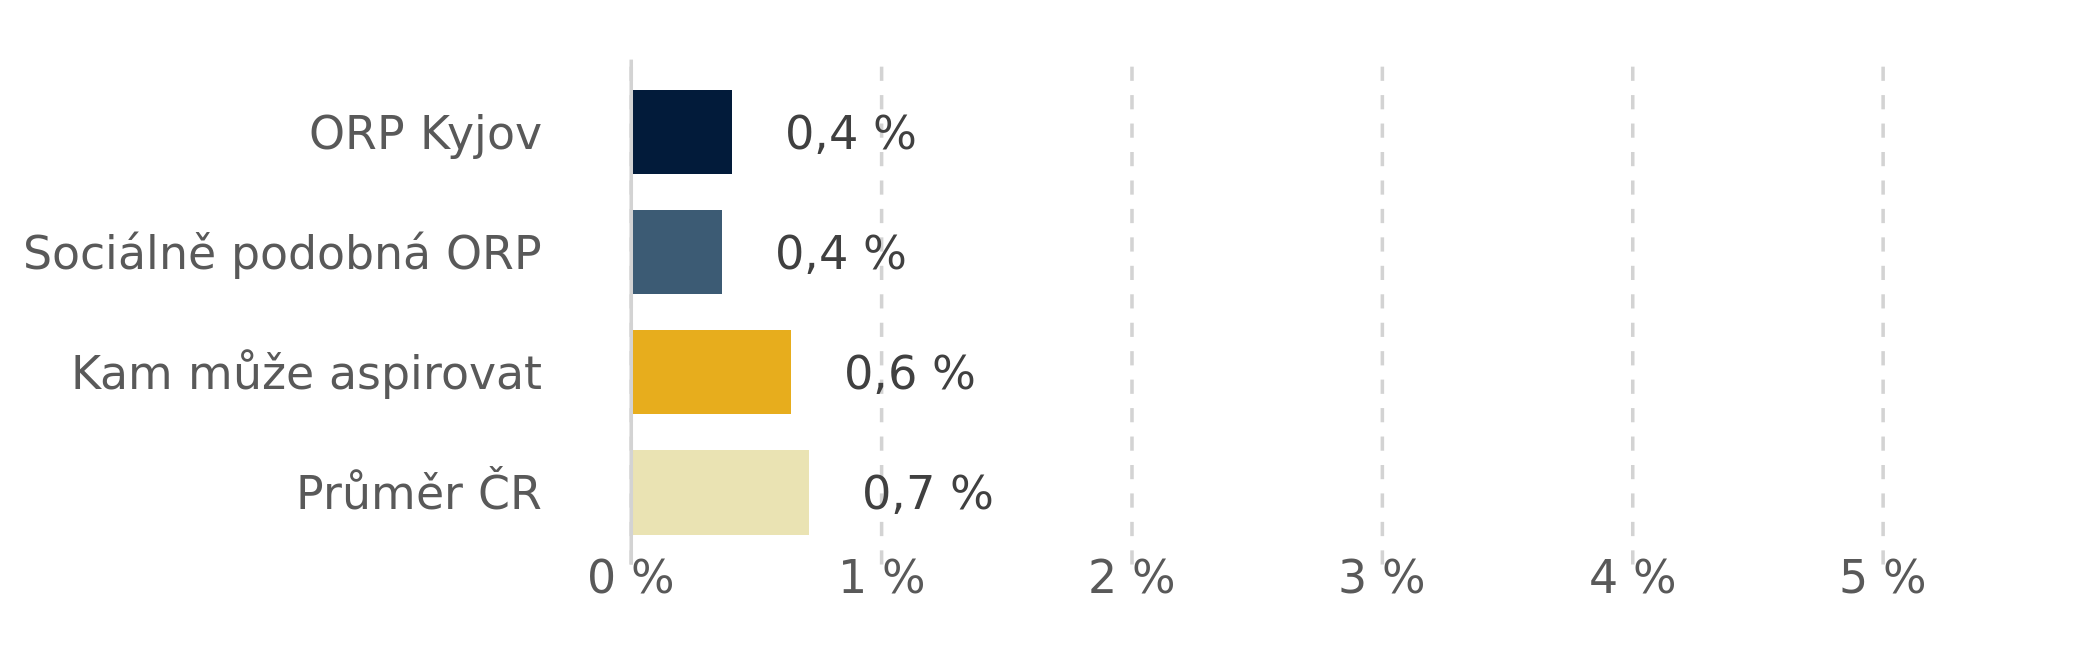 ORP Kyjov 0,4 %
Sociálně podobná ORP 0,4 %
Kam může aspirovat 0,6 %
Průměr ČR 0,7 %
0 % 1 % 2 % 3 % 4 % 5 %